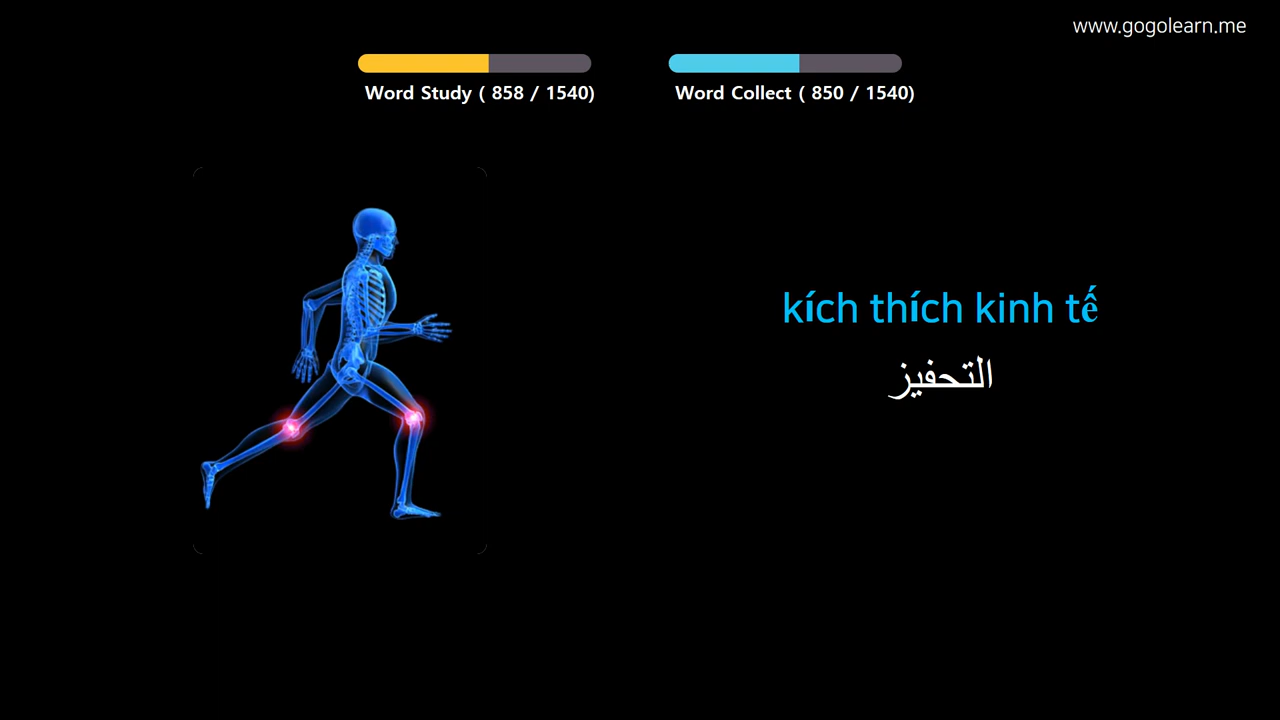 www.gogolearn.me
Word Study ( 858 / 1540)
Word Collect ( 850 / 1540)
kích thích kinh tế
التحفيز